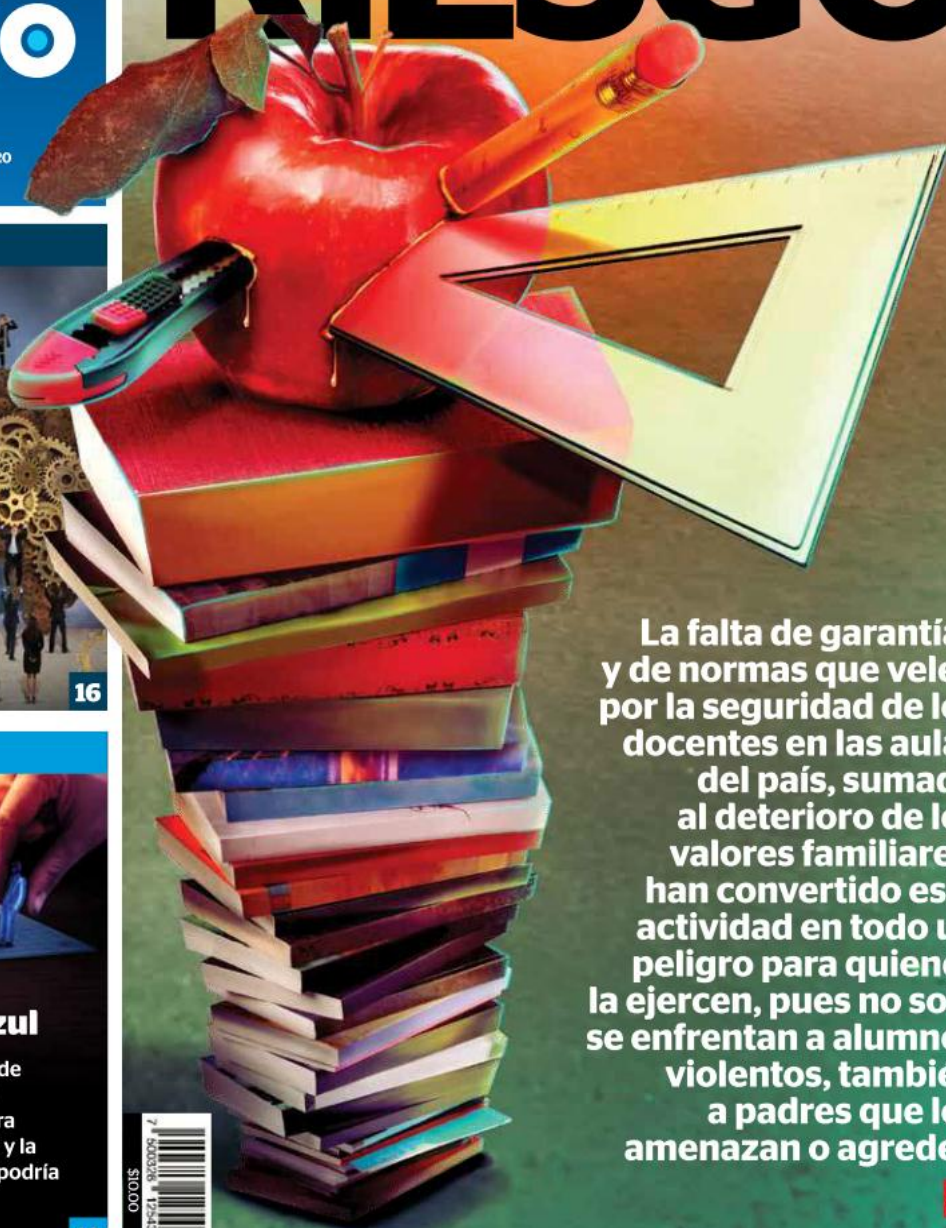 RIESGO
16
La falta de garantía
y de normas que vele
por la seguridad de lo
docentes en las aula
del país, sumad
al deterioro de lo
valores familiare
han convertido es
actividad en todo u
peligro para quiene
la ejercen, pues no so
se enfrentan a alumno
violentos, tambié
a padres que lo
amenazan o agrede
zul
de
ra
y la
podría
$10.00